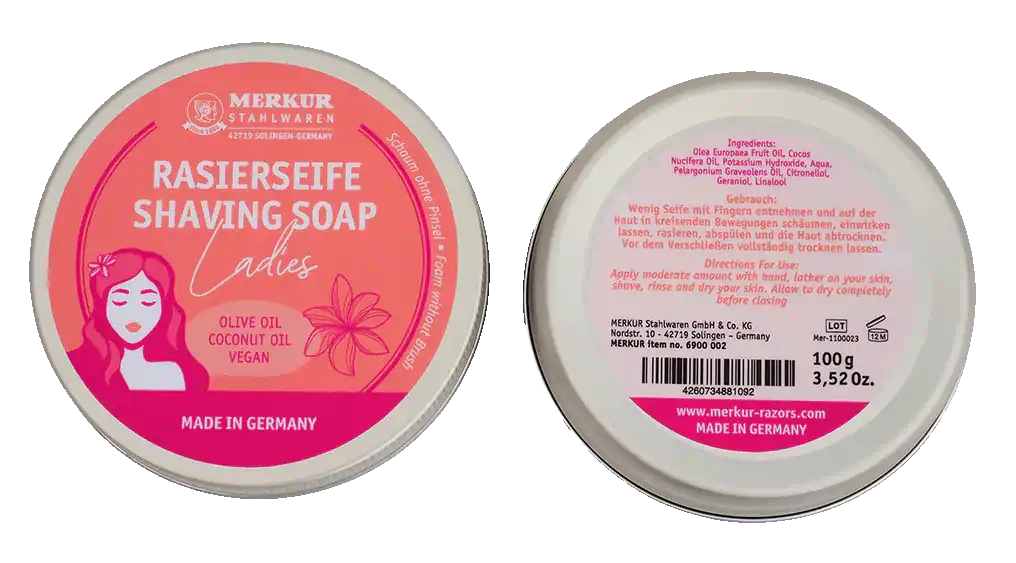 MERKUR
STAHLWAREN
42719 SOLINGEN-GERMANY
RASIERSEIFE
SHAVING SOAP
Ladies
Schaum ohne Pinsel • Foam without Brush
OLIVE OIL
COCONUT OIL
VEGAN
MADE IN GERMANY
Ingredients:
Olea Europaea Fruit Oil, Cocos
Nucifera Oil, Potassium Hydroxide, Aqua,
Pelargonium Graveolens Oil, Citronellol,
Geraniol, Linalool
Gebrauch:
Wenig Seife mit Fingern entnehmen und auf der
Haut in kreisenden Bewegungen schäumen, einwirken
lassen, rasieren, abspülen und die Haut abtrocknen.
Vor dem Verschließen vollständig trocknen lassen.
Directions For Use:
Apply moderate amount with hand, lather on your skin,
shave, rinse and dry your skin. Allow to dry completely
before closing
MERKUR Stahlwaren GmbH & Co. KG
Nordstr. 10 - 42719 Solingen – Germany
MERKUR item no. 6900 002
LOT
Mer-1100023
12M
100 g
3,52 Oz.
4260734881092
www.merkur-razors.com
MADE IN GERMANY